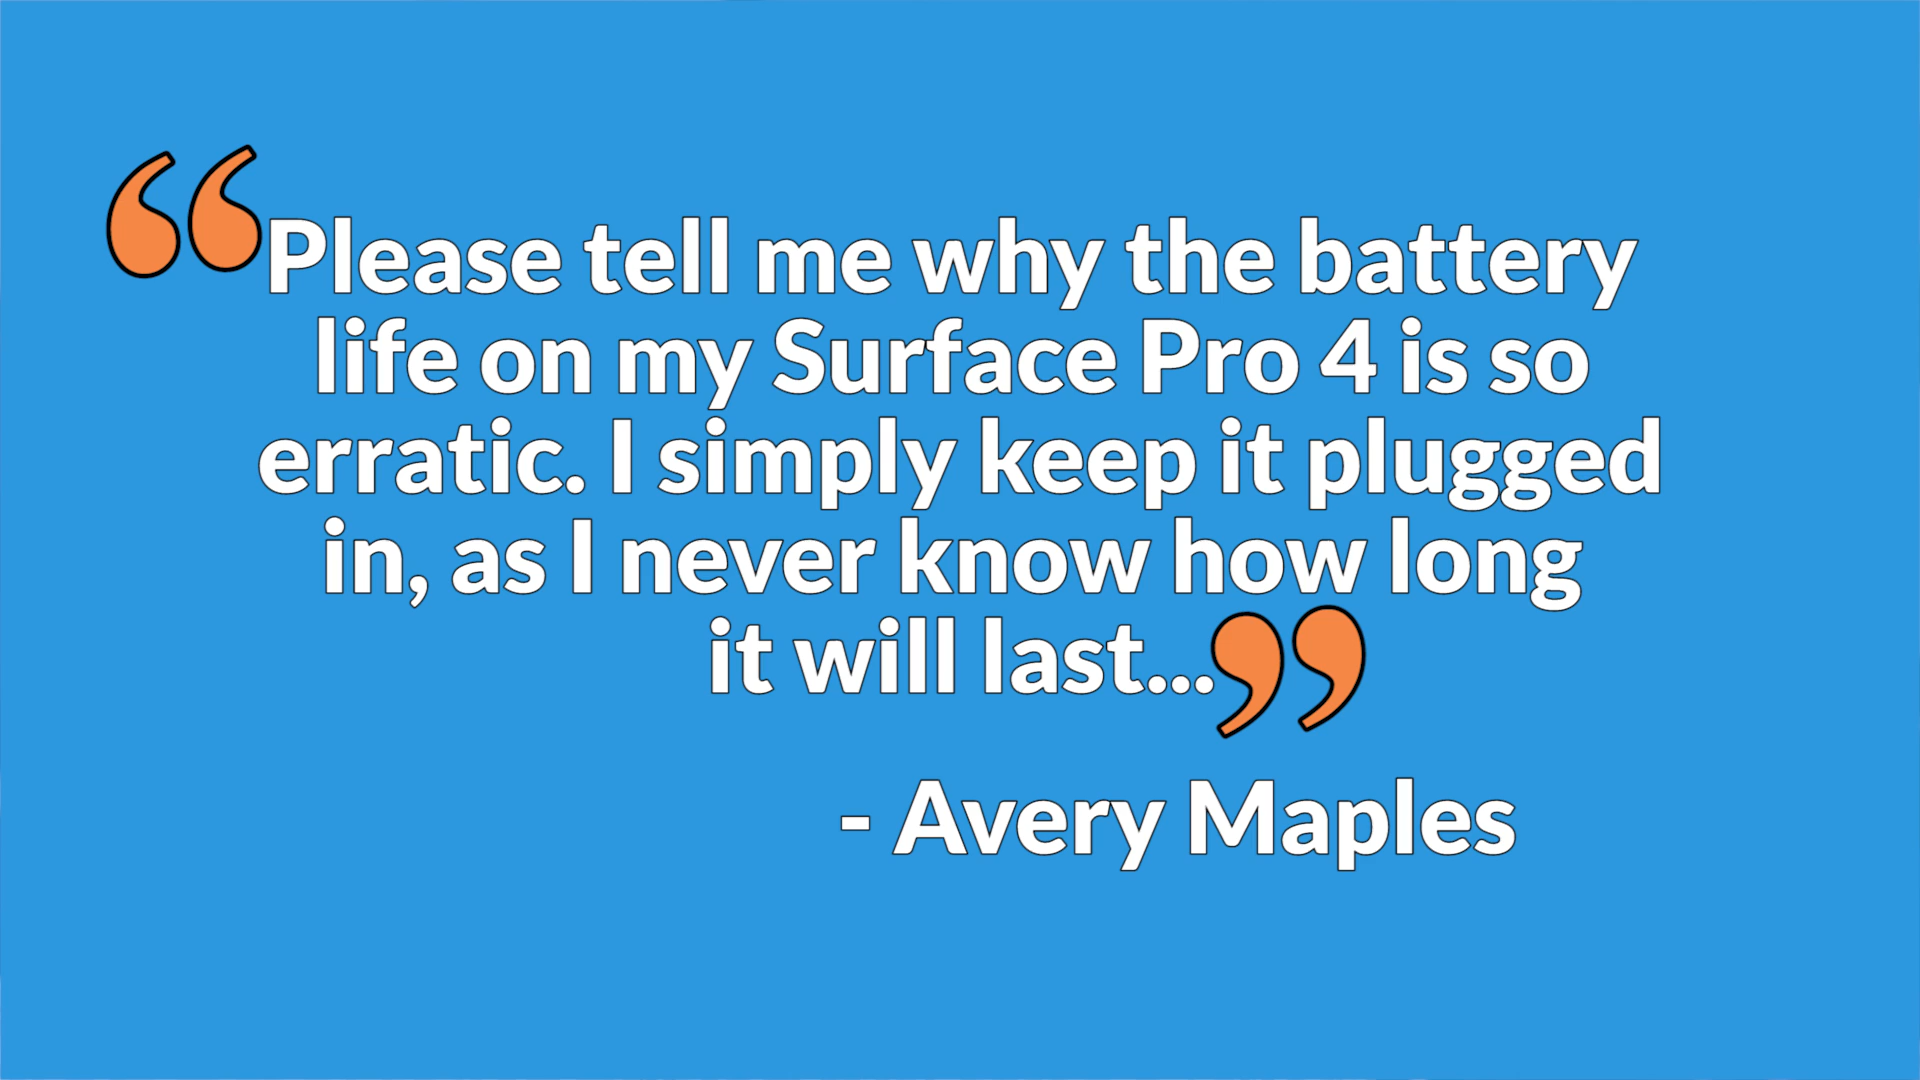 “Please tell me why the battery
life on my Surface Pro 4 is so
erratic. I simply keep it plugged
in, as I never know how long
it will last...”
- Avery Maples